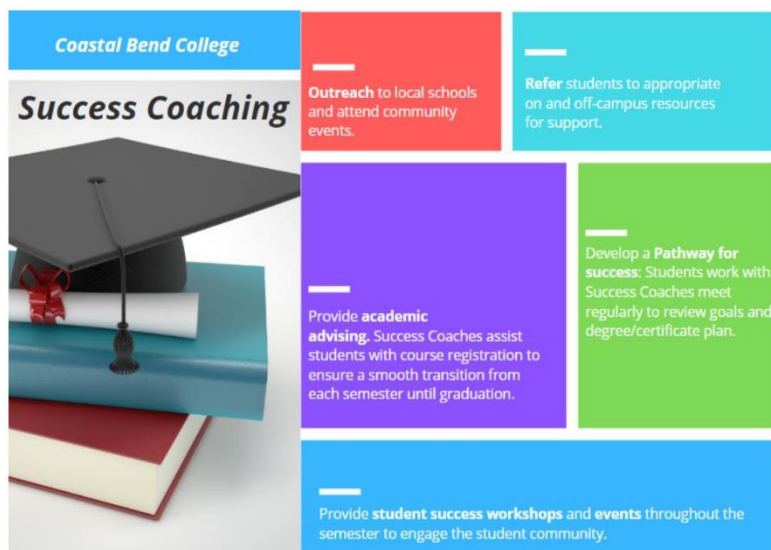 Coastal Bend College
Success Coaching
Outreach to local schools
and attend community
events.
Refer students to appropriate
on and off-campus resources
for support.
Provide academic
advising. Success Coaches assist
students with course registration to
ensure a smooth transition from
each semester until graduation.
Develop a Pathway for
success: Students work with
Success Coaches meet
regularly to review goals and
degree/certificate plan.
Provide student success workshops and events throughout the
semester to engage the student community.